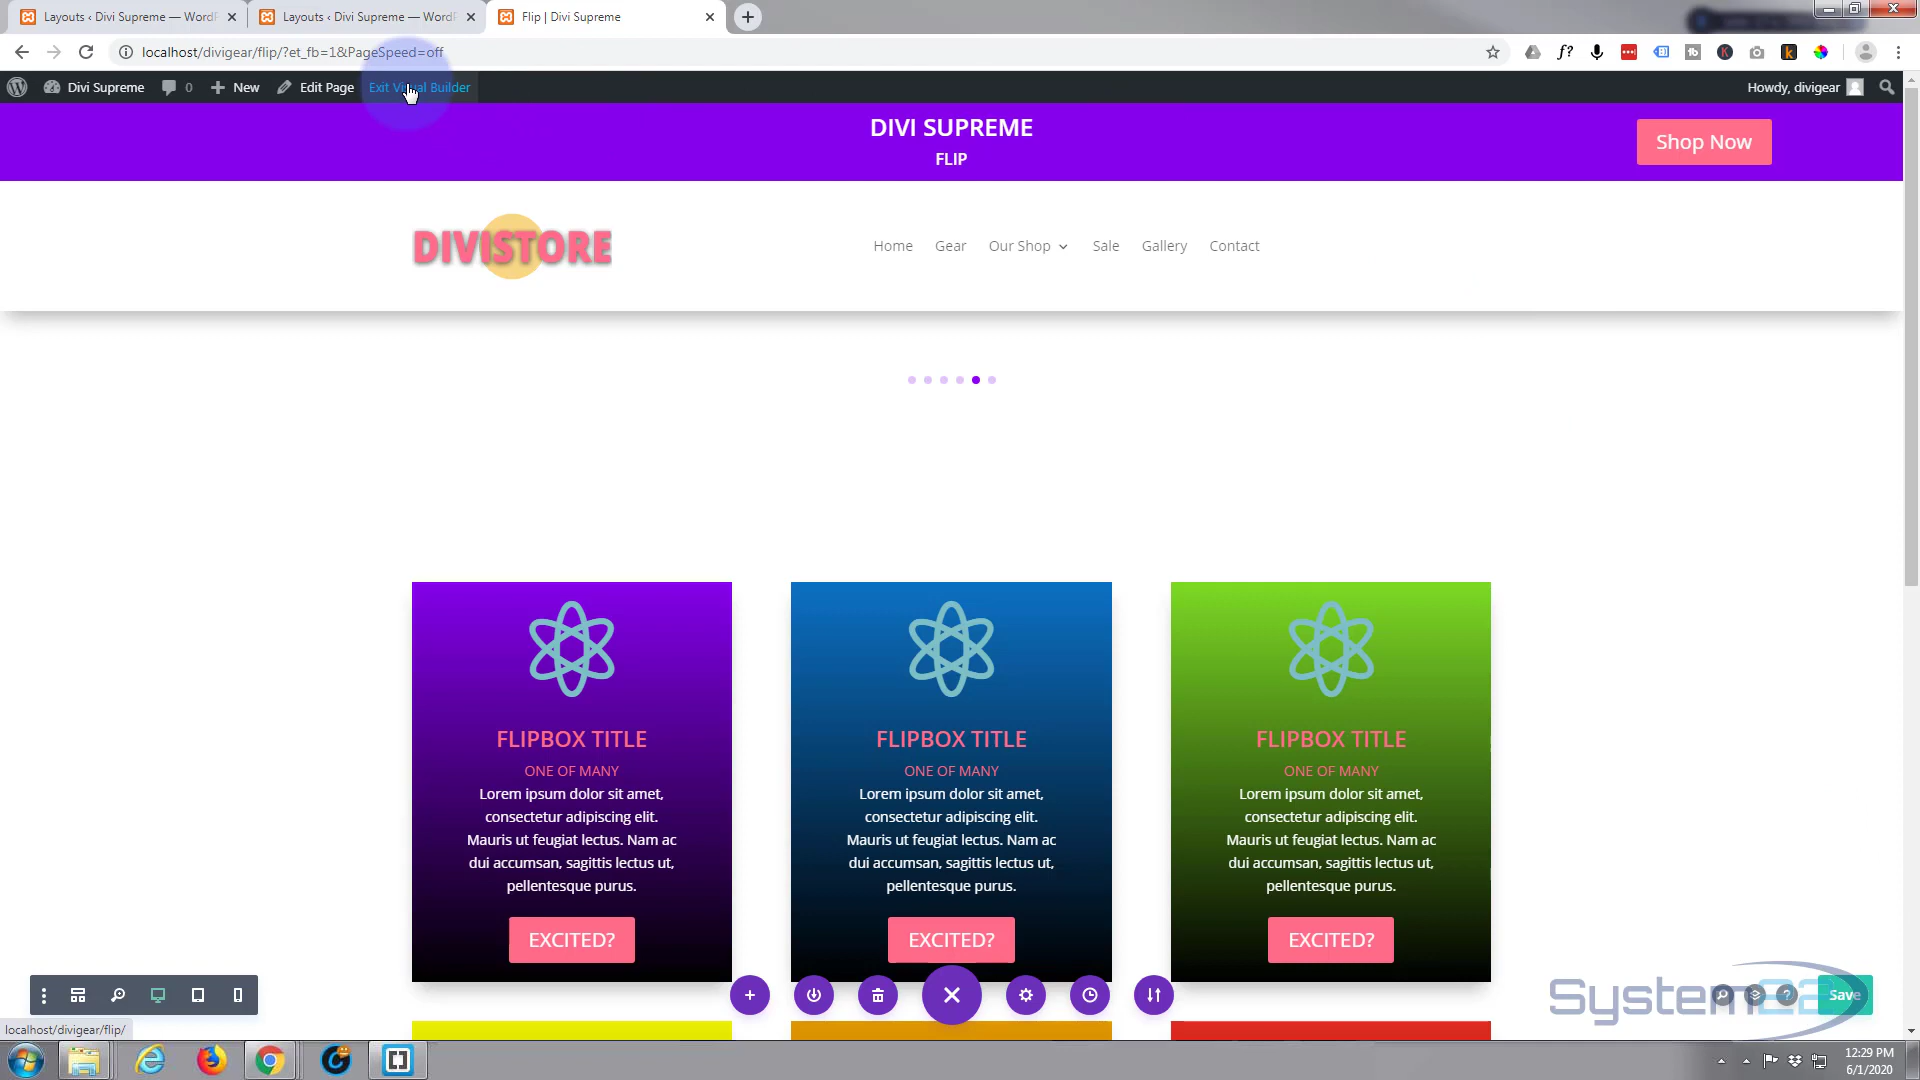 Layouts ‹ Divi Supreme — WordP
Layouts ‹ Divi Supreme — WordP
Flip | Divi Supreme
localhost/divigear/flip/?et_fb=1&PageSpeed=off
Divi Supreme
0
New
Edit Page
Exit Visual Builder
Howdy, divigear
DIVI SUPREME
FLIP
Shop Now
DIVISTORE
Home
Gear
Our Shop
Sale
Gallery
Contact
FLIPBOX TITLE
ONE OF MANY
Lorem ipsum dolor sit amet,
consectetur adipiscing elit.
Mauris ut feugiat lectus. Nam ac
dui accumsan, sagittis lectus ut,
pellentesque purus.
EXCITED?
FLIPBOX TITLE
ONE OF MANY
Lorem ipsum dolor sit amet,
consectetur adipiscing elit.
Mauris ut feugiat lectus. Nam ac
dui accumsan, sagittis lectus ut,
pellentesque purus.
EXCITED?
FLIPBOX TITLE
ONE OF MANY
Lorem ipsum dolor sit amet,
consectetur adipiscing elit.
Mauris ut feugiat lectus. Nam ac
dui accumsan, sagittis lectus ut,
pellentesque purus.
EXCITED?
System22
Save
localhost/divigear/flip/
12:29 PM
6/1/2020